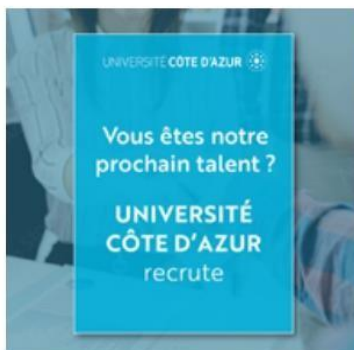 UNIVERSITÉ CÔTE D'AZUR
Vous êtes notre
prochain talent ?
UNIVERSITÉ
CÔTE D'AZUR
recrute